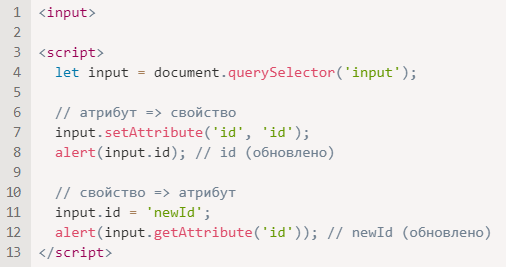 1 <input>
2
3 <script>
4   let input = document.querySelector('input');
5
6   // атрибут => свойство
7   input.setAttribute('id', 'id');
8   alert(input.id); // id (обновлено)
9
10   // свойство => атрибут
11   input.id = 'newId';
12   alert(input.getAttribute('id')); // newId (обновлено)
13 </script>